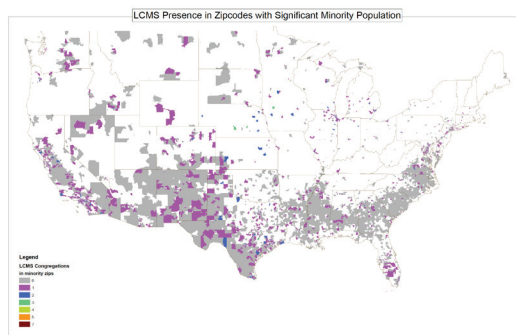 LCMS Presence in Zipcodes with Significant Minority Population
Legend
LCMS Congregations
in minority zips
0
1
2
3
4
6
7